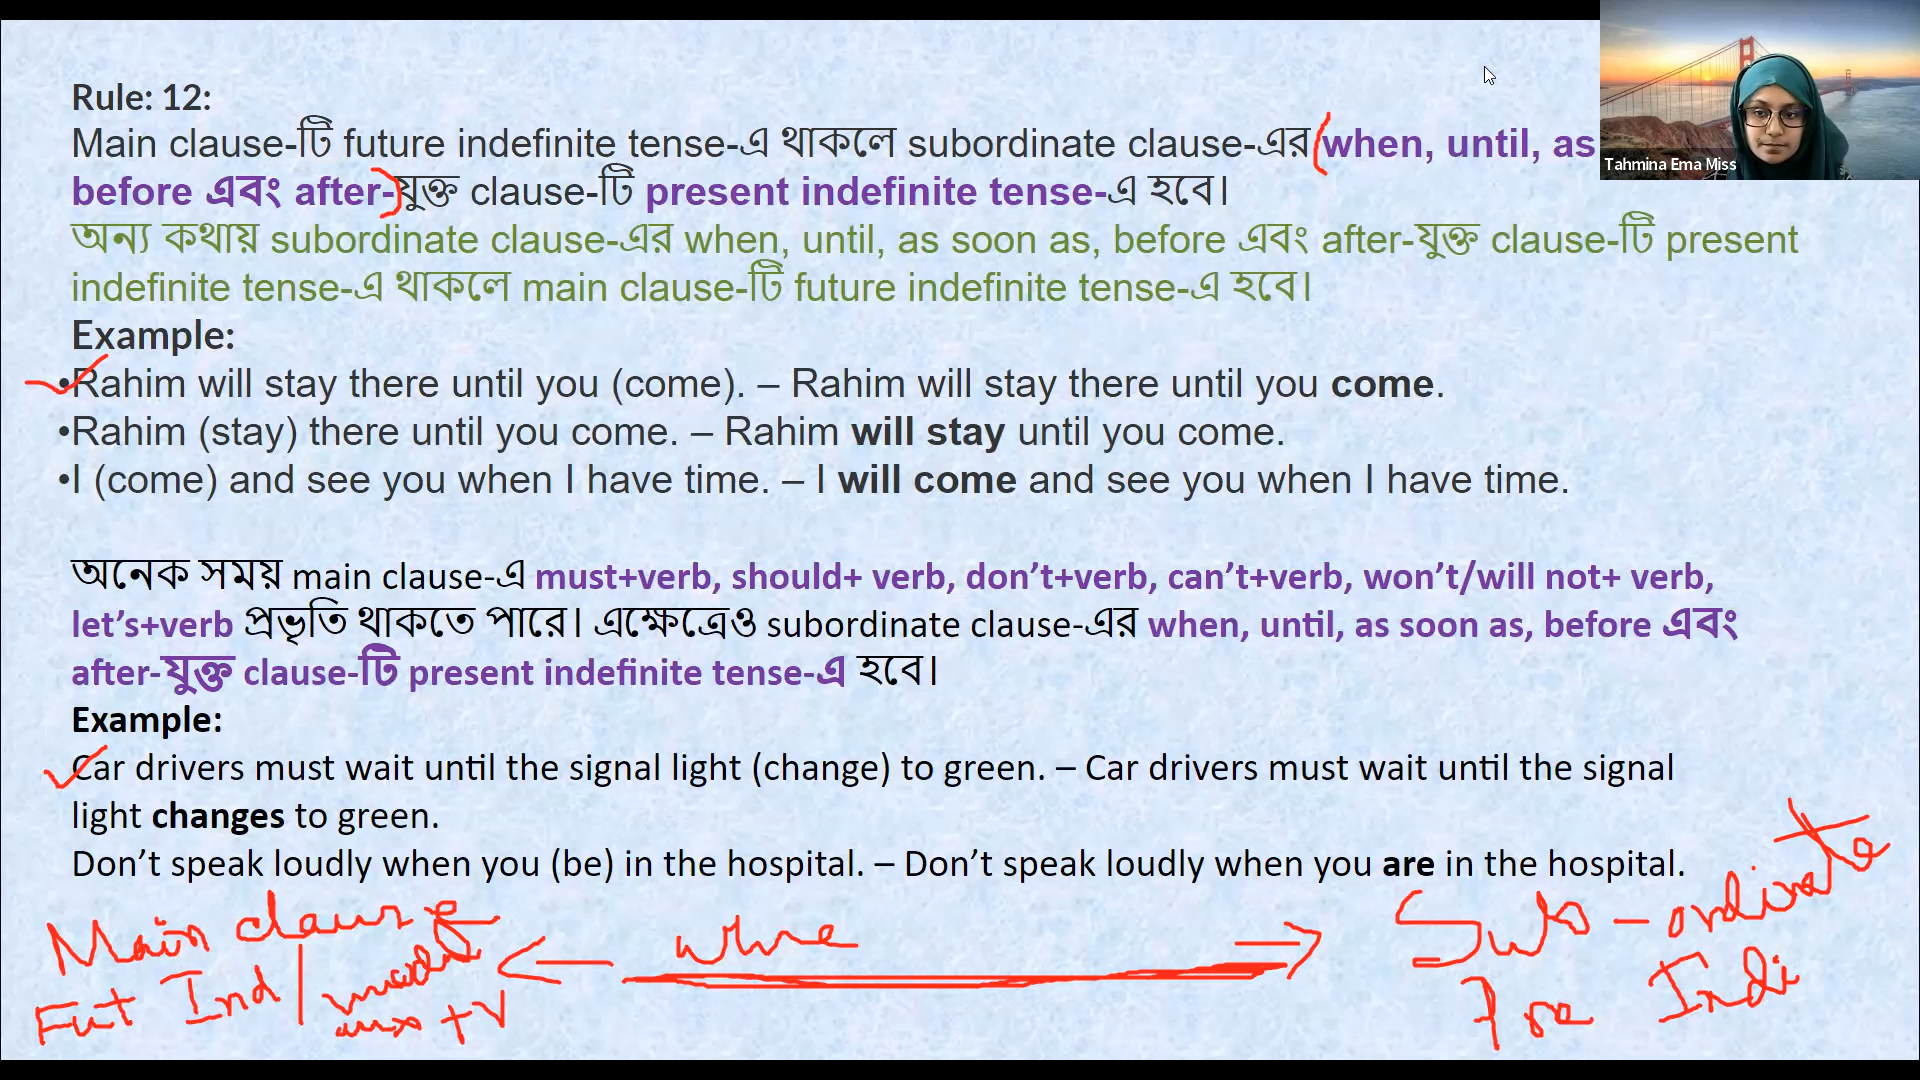 Rule: 12:
Main clause-টি future indefinite tense-এ থাকলে subordinate clause-এর when, until, as
before এবং after-যুক্ত clause-টি present indefinite tense-এ হবে।
অন্য কথায় subordinate clause-এর when, until, as soon as, before এবং after-যুক্ত clause-টি present
indefinite tense-এ থাকলে main clause-টি future indefinite tense-এ হবে।
Example:
•Rahim will stay there until you (come). – Rahim will stay there until you come.
•Rahim (stay) there until you come. – Rahim will stay until you come.
•I (come) and see you when I have time. – I will come and see you when I have time.
অনেক সময় main clause-এ must+verb, should+ verb, don’t+verb, can’t+verb, won’t/will not+ verb,
let’s+verb প্রভৃতি থাকতে পারে। এক্ষেত্রেও subordinate clause-এর when, until, as soon as, before এবং
after-যুক্ত clause-টি present indefinite tense-এ হবে।
Example:
Car drivers must wait until the signal light (change) to green. – Car drivers must wait until the signal
light changes to green.
Don’t speak loudly when you (be) in the hospital. – Don’t speak loudly when you are in the hospital.
Main clause
Fut Ind | modal
aux + V
Sub - ordinate
Pre Indi
Tahmina Ema Miss